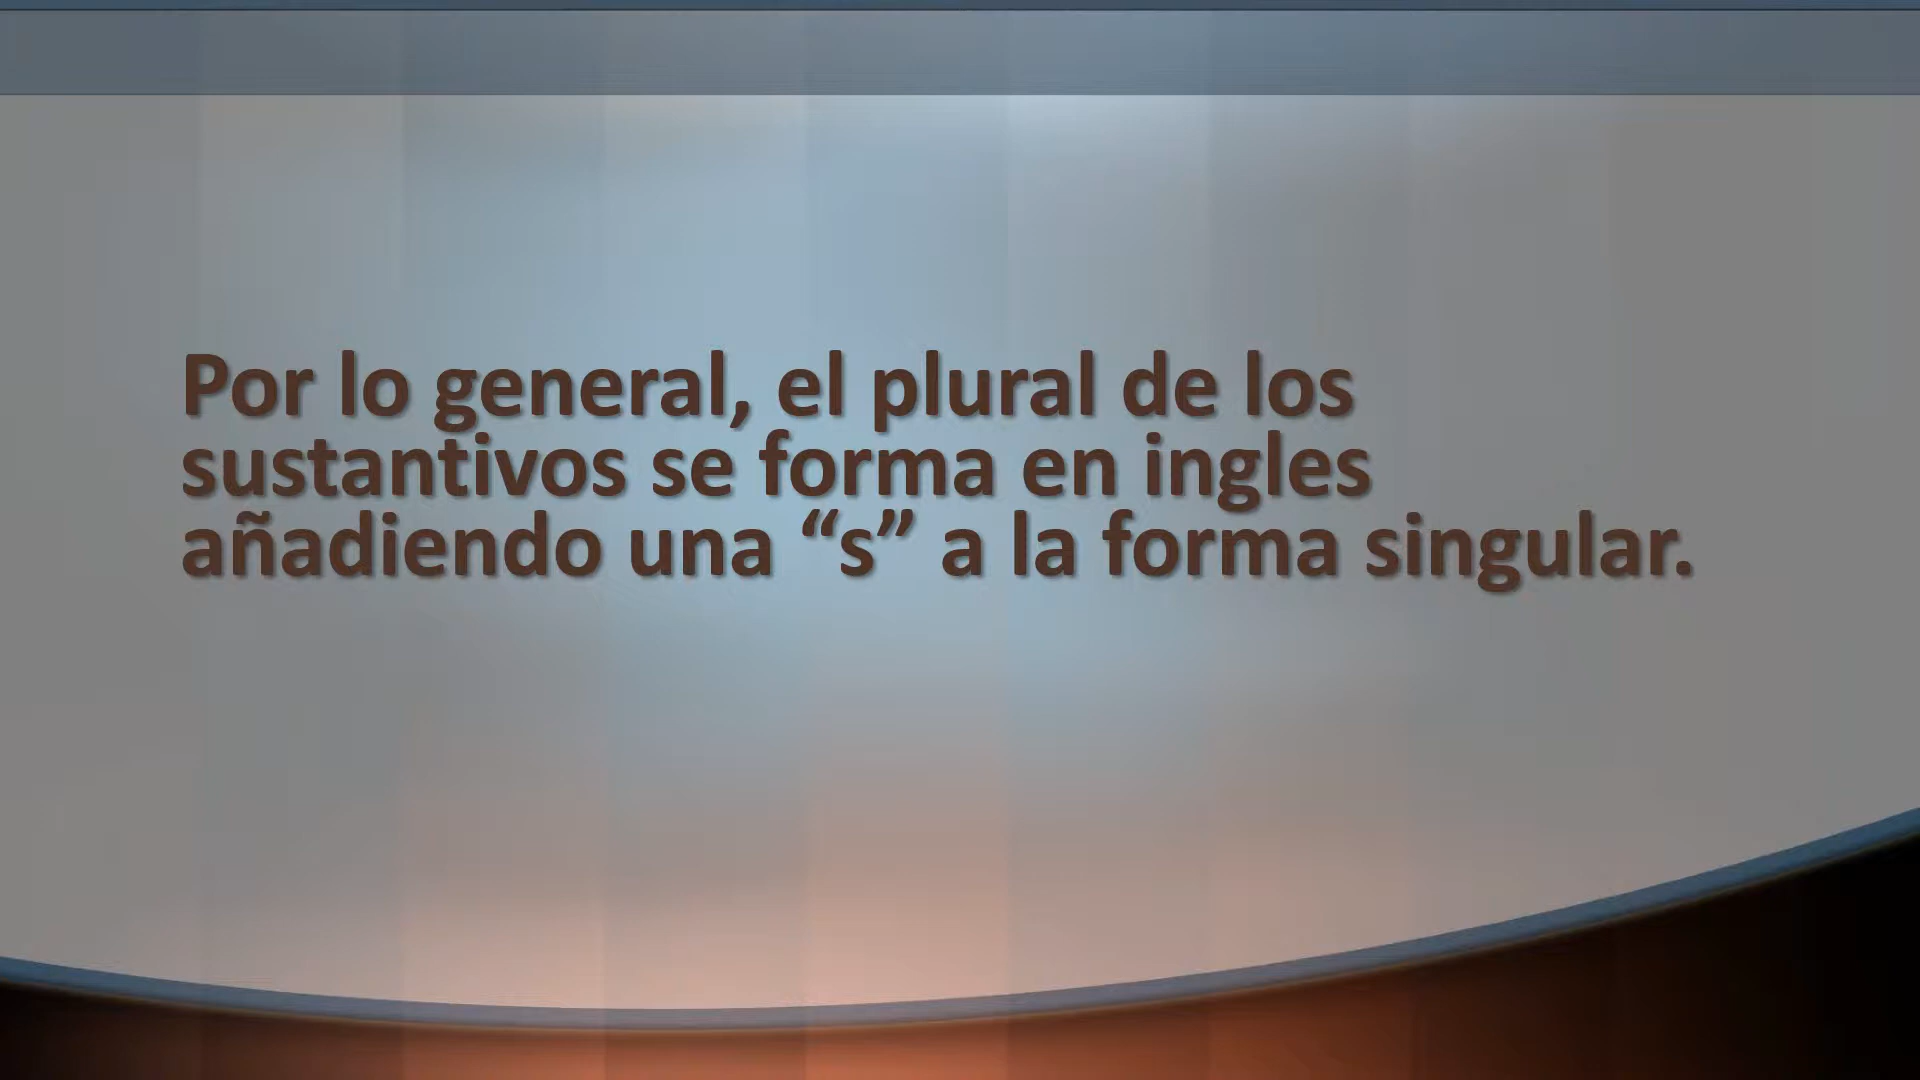 Por lo general, el plural de los
sustantivos se forma en ingles
añadiendo una “s” a la forma singular.